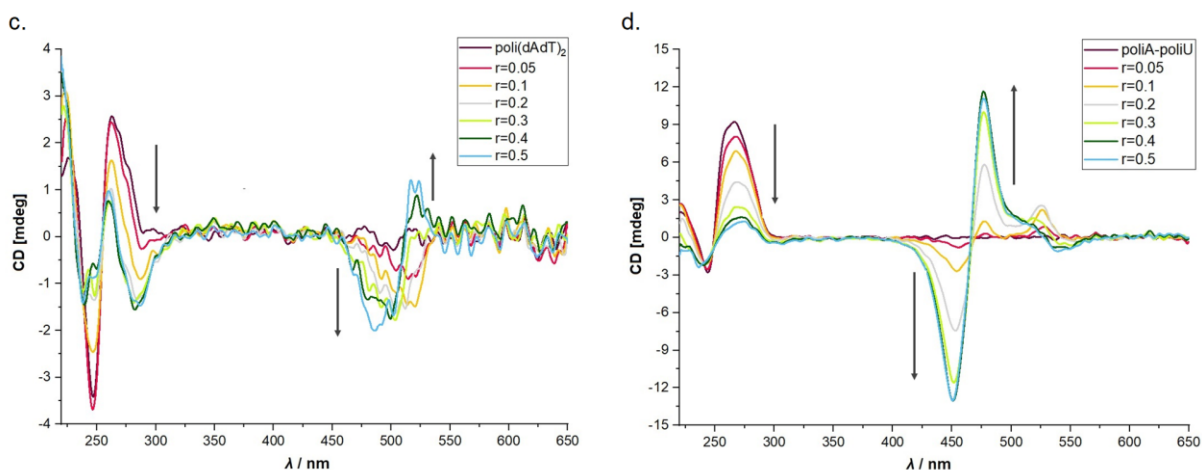 c.
4
3
2
1
0
-1
-2
-3
-4
CD [mdeg]
250 300 350 400 450 500 550 600 650
λ / nm
poli(dAdT)₂
r=0.05
r=0.1
r=0.2
r=0.3
r=0.4
r=0.5
d.
15
12
9
6
3
0
-3
-6
-9
-12
-15
CD [mdeg]
250 300 350 400 450 500 550 600 650
λ / nm
poliA-poliU
r=0.05
r=0.1
r=0.2
r=0.3
r=0.4
r=0.5